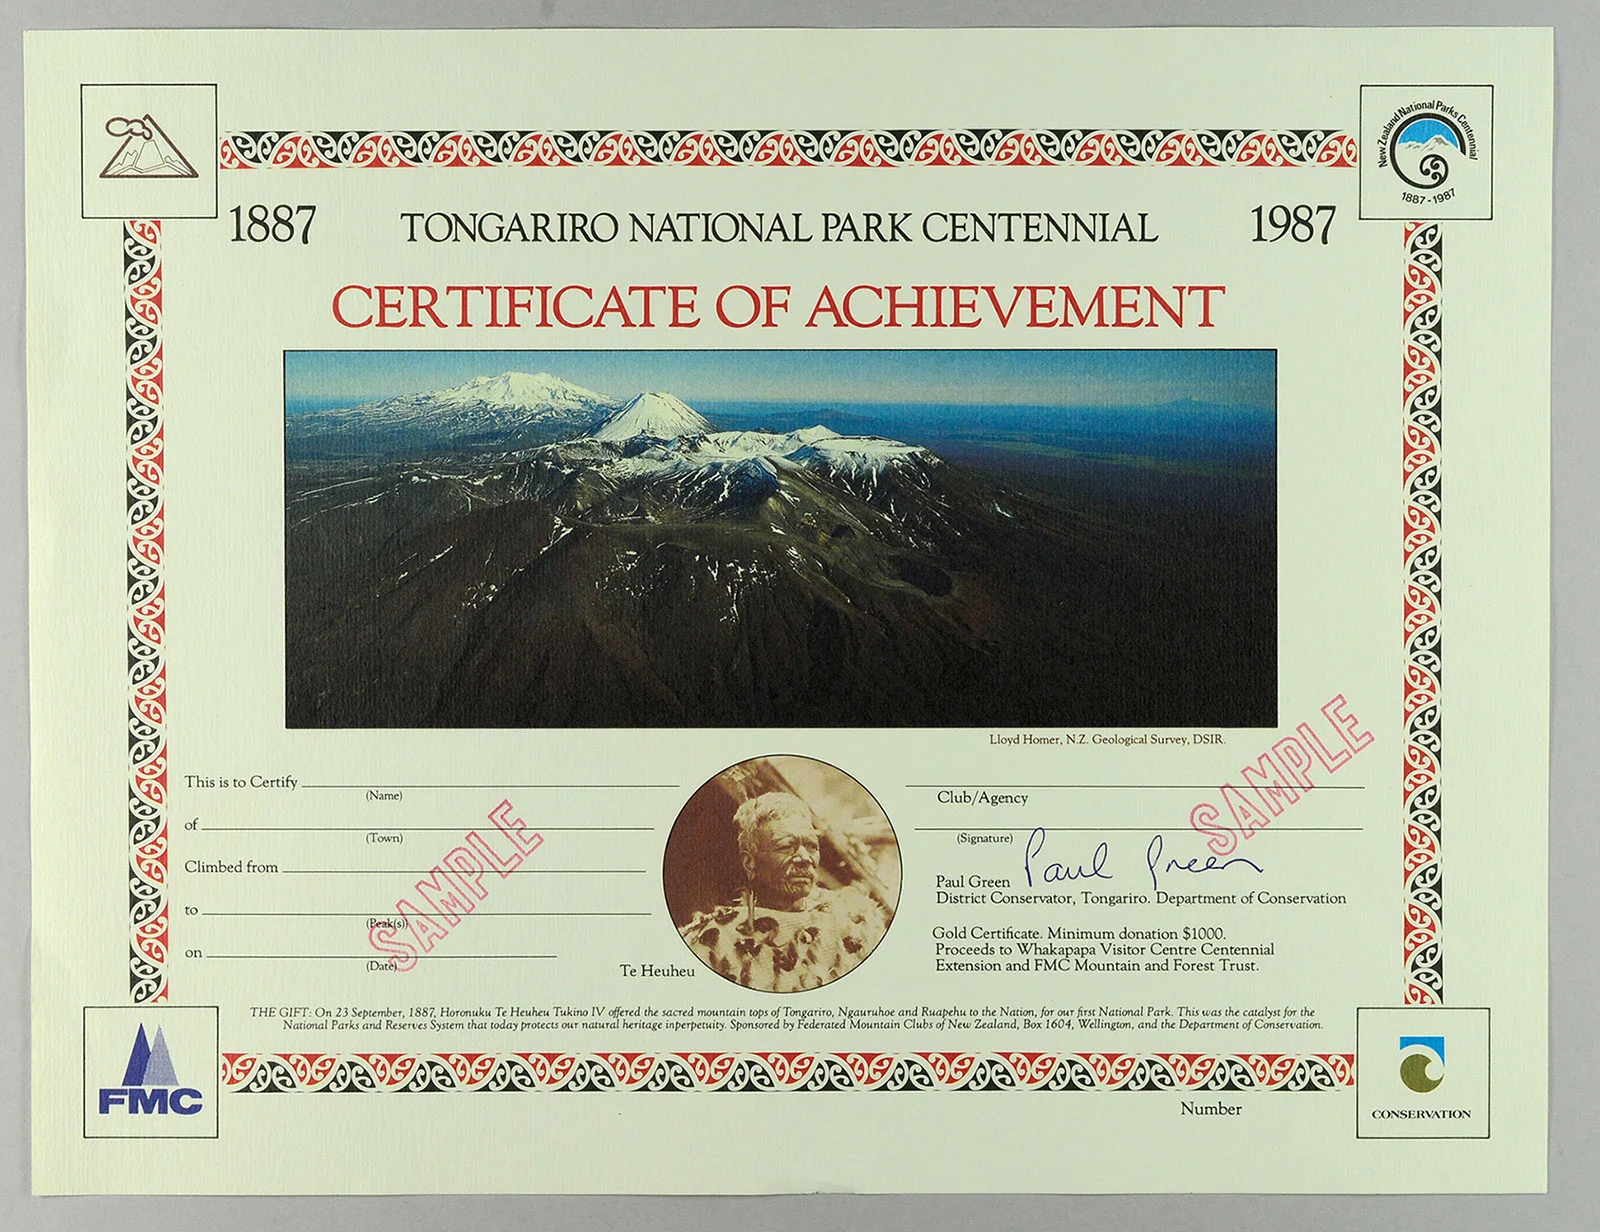 New Zealand National Parks Centennial
1887 - 1987
1887 TONGARIRO NATIONAL PARK CENTENNIAL 1987
CERTIFICATE OF ACHIEVEMENT
Lloyd Homer, N.Z. Geological Survey, DSIR.
This is to Certify
(Name)
of
(Town)
Climbed from
to
(Peak(s))
on
(Date)
SAMPLE
Te Heuheu
Club/Agency
(Signature)
SAMPLE
Paul Green
Paul Green
District Conservator, Tongariro. Department of Conservation
Gold Certificate. Minimum donation $1000.
Proceeds to Whakapapa Visitor Centre Centennial
Extension and FMC Mountain and Forest Trust.
THE GIFT: On 23 September, 1887, Horonuku Te Heuheu Tukino IV offered the sacred mountain tops of Tongariro, Ngauruhoe and Ruapehu to the Nation, for our first National Park. This was the catalyst for the
National Parks and Reserves System that today protects our natural heritage inperpetuity. Sponsored by Federated Mountain Clubs of New Zealand, Box 1604, Wellington, and the Department of Conservation.
FMC
Number
CONSERVATION